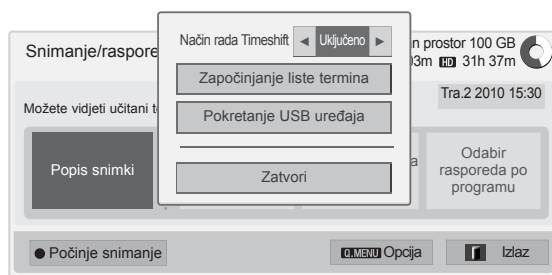 Snimanje/raspore
n prostor 100 GB
03m HD 31h 37m
Tra.2 2010 15:30
Možete vidjeti učitani t
Način rada Timeshift ◄ Uključeno ►
Započinjanje liste termina
Pokretanje USB uređaja
Zatvori
Popis snimki
a
Odabir
rasporeda po
programu
● Počinje snimanje
Q.MENU Opcija
Izlaz